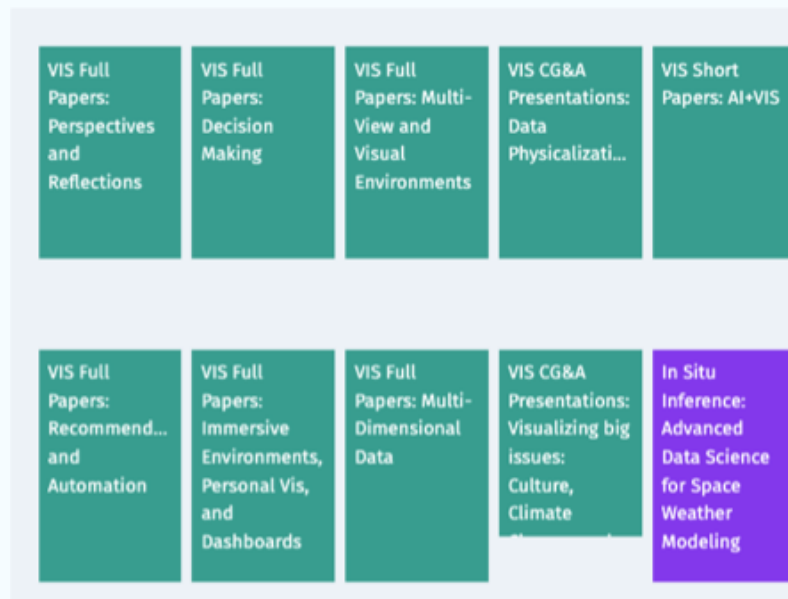 VIS Full
Papers:
Perspectives
and
Reflections
VIS Full
Papers:
Decision
Making
VIS Full
Papers: Multi-
View and
Visual
Environments
VIS CG&A
Presentations:
Data
Physicalizati...
VIS Short
Papers: AI+VIS
VIS Full
Papers:
Recommend...
and
Automation
VIS Full
Papers:
Immersive
Environments,
Personal Vis,
and
Dashboards
VIS Full
Papers: Multi-
Dimensional
Data
VIS CG&A
Presentations:
Visualizing big
issues:
Culture,
Climate
In Situ
Inference:
Advanced
Data Science
for Space
Weather
Modeling